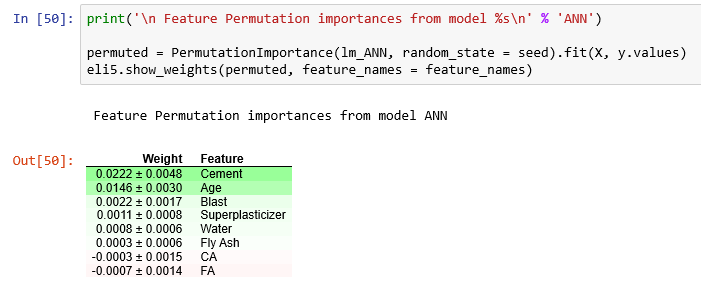 In [50]: print('\n Feature Permutation importances from model %s\n' % 'ANN')
permuted = PermutationImportance(lm_ANN, random_state = seed).fit(X, y.values)
eli5.show_weights(permuted, feature_names = feature_names)
Feature Permutation importances from model ANN
Out[50]: Weight Feature
0.0222 ± 0.0048 Cement
0.0146 ± 0.0030 Age
0.0022 ± 0.0017 Blast
0.0011 ± 0.0008 Superplasticizer
0.0008 ± 0.0006 Water
0.0003 ± 0.0006 Fly Ash
-0.0003 ± 0.0015 CA
-0.0007 ± 0.0014 FA